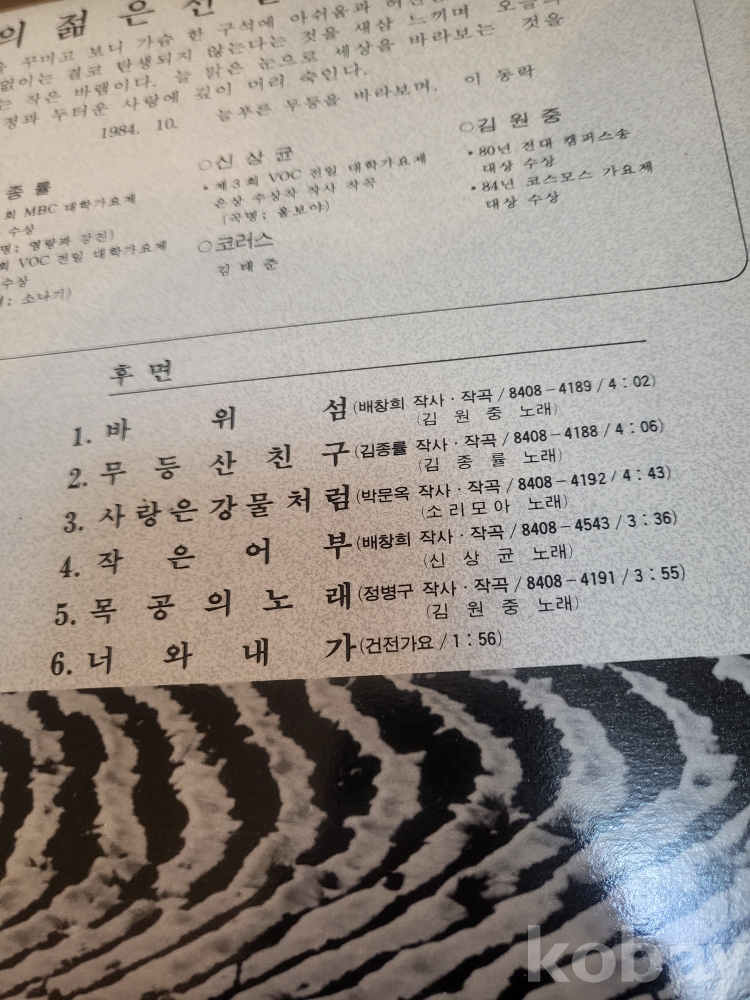 의 젊 은
꾸미고 보니 가슴 한 구석에 아쉬움과
없이는 결코 탄생되지 않는다는 것을 새삼 느끼며
는 작은 바램이다. 늘 맑은 눈으로 세상을 바라보는 것을
정과 두터운 사랑에 깊이 머리 숙인다.
1984. 10. 늘푸른 무등을 바라보며. 이 동락
종 률
회 MBC 대학가요제
수상
명; 영랑과 강진)
회 VOC 전일 대학가요제
수상
; 소나기)
○신 상 균
• 제3회 VOC 전일 대학가요제
은상 수상작 작사 작곡
(곡명; 울보야)
○코러스
김 태 준
○김 원 중
• 80년 전대 캠퍼스송
대상 수상
• 84년 코스모스 가요제
대상 수상
후 면
1. 바 위 섬 (배창희 작사·작곡/8408-4189/4:02)
(김 원 중 노래)
2. 무 등 산 친 구 (김종률 작사·작곡/8408-4188/4:06)
(김 종 률 노래)
3. 사 랑 은 강 물 처 럼 (박문옥 작사·작곡/8408-4192/4:43)
(소 리 모 아 노래)
4. 작 은 어 부 (배창희 작사·작곡/8408-4543/3:36)
(신 상 균 노래)
5. 목 공 의 노 래 (정병구 작사·작곡/8408-4191/3:55)
(김 원 중 노래)
6. 너 와 내 가 (건전가요/1:56)
kobay